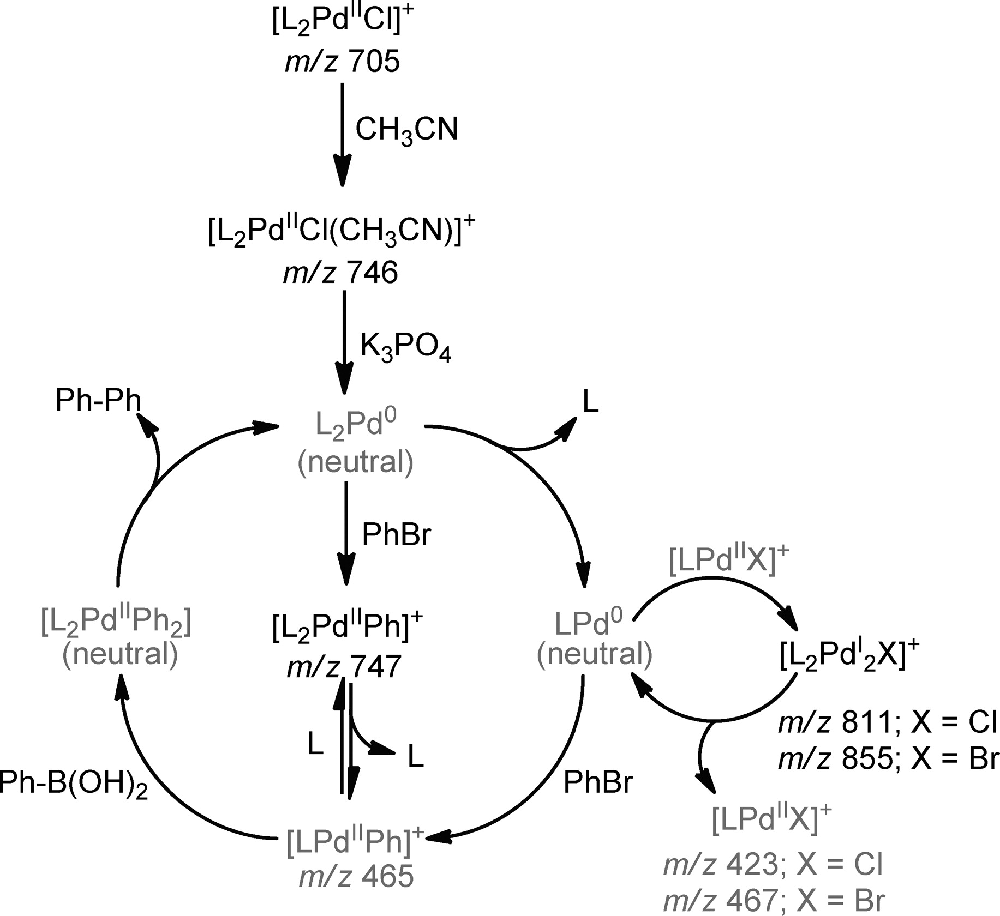 [L₂PdᴵᴵCl]⁺
m/z 705
CH₃CN
[L₂PdᴵᴵCl(CH₃CN)]⁺
m/z 746
K₃PO₄
Ph-Ph
L₂Pd⁰
(neutral)
L
PhBr
[LPdᴵᴵX]⁺
[L₂PdᴵᴵPh₂]
(neutral)
[L₂PdᴵᴵPh]⁺
m/z 747
LPd⁰
(neutral)
[L₂Pdᴵ₂X]⁺
m/z 811; X = Cl
m/z 855; X = Br
L
L
Ph-B(OH)₂
PhBr
[LPdᴵᴵPh]⁺
m/z 465
[LPdᴵᴵX]⁺
m/z 423; X = Cl
m/z 467; X = Br